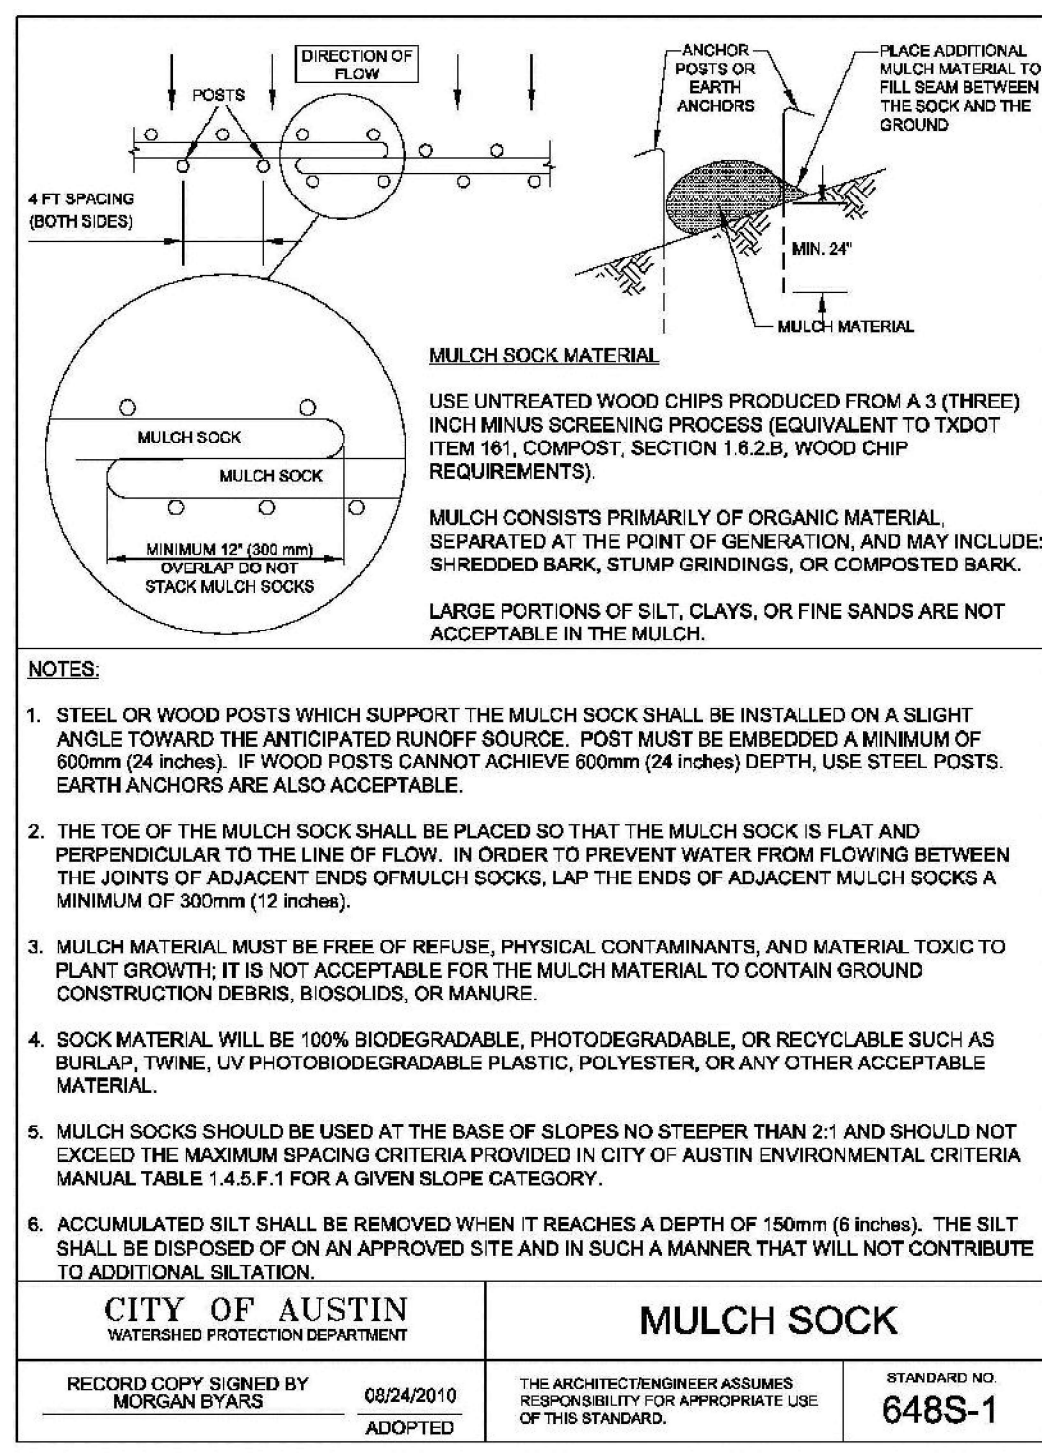 DIRECTION OF
FLOW
POSTS
4 FT SPACING
(BOTH SIDES)
ANCHOR
POSTS OR
EARTH
ANCHORS
PLACE ADDITIONAL
MULCH MATERIAL TO
FILL SEAM BETWEEN
THE SOCK AND THE
GROUND
MIN. 24"
MULCH MATERIAL
MULCH SOCK
MULCH SOCK
MINIMUM 12" (300 mm)
OVERLAP DO NOT
STACK MULCH SOCKS
MULCH SOCK MATERIAL
USE UNTREATED WOOD CHIPS PRODUCED FROM A 3 (THREE)
INCH MINUS SCREENING PROCESS (EQUIVALENT TO TXDOT
ITEM 161, COMPOST, SECTION 1.6.2.B, WOOD CHIP
REQUIREMENTS).
MULCH CONSISTS PRIMARILY OF ORGANIC MATERIAL,
SEPARATED AT THE POINT OF GENERATION, AND MAY INCLUDE:
SHREDDED BARK, STUMP GRINDINGS, OR COMPOSTED BARK.
LARGE PORTIONS OF SILT, CLAYS, OR FINE SANDS ARE NOT
ACCEPTABLE IN THE MULCH.
NOTES:
1. STEEL OR WOOD POSTS WHICH SUPPORT THE MULCH SOCK SHALL BE INSTALLED ON A SLIGHT
ANGLE TOWARD THE ANTICIPATED RUNOFF SOURCE. POST MUST BE EMBEDDED A MINIMUM OF
600mm (24 inches). IF WOOD POSTS CANNOT ACHIEVE 600mm (24 inches) DEPTH, USE STEEL POSTS.
EARTH ANCHORS ARE ALSO ACCEPTABLE.
2. THE TOE OF THE MULCH SOCK SHALL BE PLACED SO THAT THE MULCH SOCK IS FLAT AND
PERPENDICULAR TO THE LINE OF FLOW. IN ORDER TO PREVENT WATER FROM FLOWING BETWEEN
THE JOINTS OF ADJACENT ENDS OFMULCH SOCKS, LAP THE ENDS OF ADJACENT MULCH SOCKS A
MINIMUM OF 300mm (12 inches).
3. MULCH MATERIAL MUST BE FREE OF REFUSE, PHYSICAL CONTAMINANTS, AND MATERIAL TOXIC TO
PLANT GROWTH; IT IS NOT ACCEPTABLE FOR THE MULCH MATERIAL TO CONTAIN GROUND
CONSTRUCTION DEBRIS, BIOSOLIDS, OR MANURE.
4. SOCK MATERIAL WILL BE 100% BIODEGRADABLE, PHOTODEGRADABLE, OR RECYCLABLE SUCH AS
BURLAP, TWINE, UV PHOTOBIODEGRADABLE PLASTIC, POLYESTER, OR ANY OTHER ACCEPTABLE
MATERIAL.
5. MULCH SOCKS SHOULD BE USED AT THE BASE OF SLOPES NO STEEPER THAN 2:1 AND SHOULD NOT
EXCEED THE MAXIMUM SPACING CRITERIA PROVIDED IN CITY OF AUSTIN ENVIRONMENTAL CRITERIA
MANUAL TABLE 1.4.5.F.1 FOR A GIVEN SLOPE CATEGORY.
6. ACCUMULATED SILT SHALL BE REMOVED WHEN IT REACHES A DEPTH OF 150mm (6 inches). THE SILT
SHALL BE DISPOSED OF ON AN APPROVED SITE AND IN SUCH A MANNER THAT WILL NOT CONTRIBUTE
TO ADDITIONAL SILTATION.
CITY OF AUSTIN
WATERSHED PROTECTION DEPARTMENT
MULCH SOCK
RECORD COPY SIGNED BY
MORGAN BYARS
08/24/2010
ADOPTED
THE ARCHITECT/ENGINEER ASSUMES
RESPONSIBILITY FOR APPROPRIATE USE
OF THIS STANDARD.
STANDARD NO.
648S-1